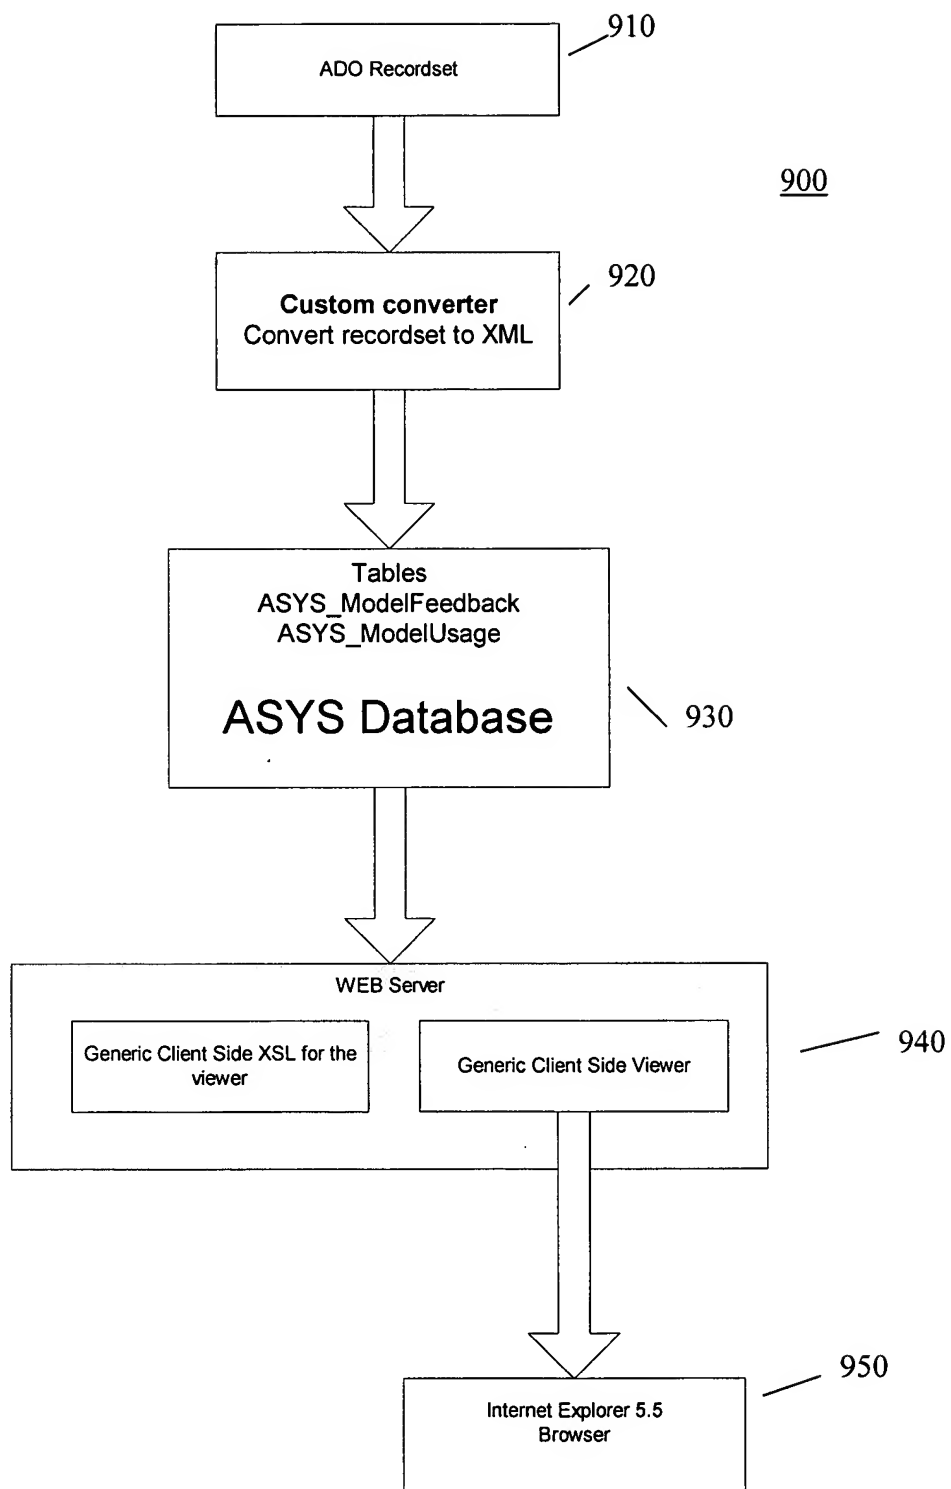 910
ADO Recordset
900
920
Custom converter
Convert recordset to XML
Tables
ASYS_ModelFeedback
ASYS_ModelUsage
ASYS Database
930
WEB Server
940
Generic Client Side XSL for the
viewer
Generic Client Side Viewer
950
Internet Explorer 5.5
Browser